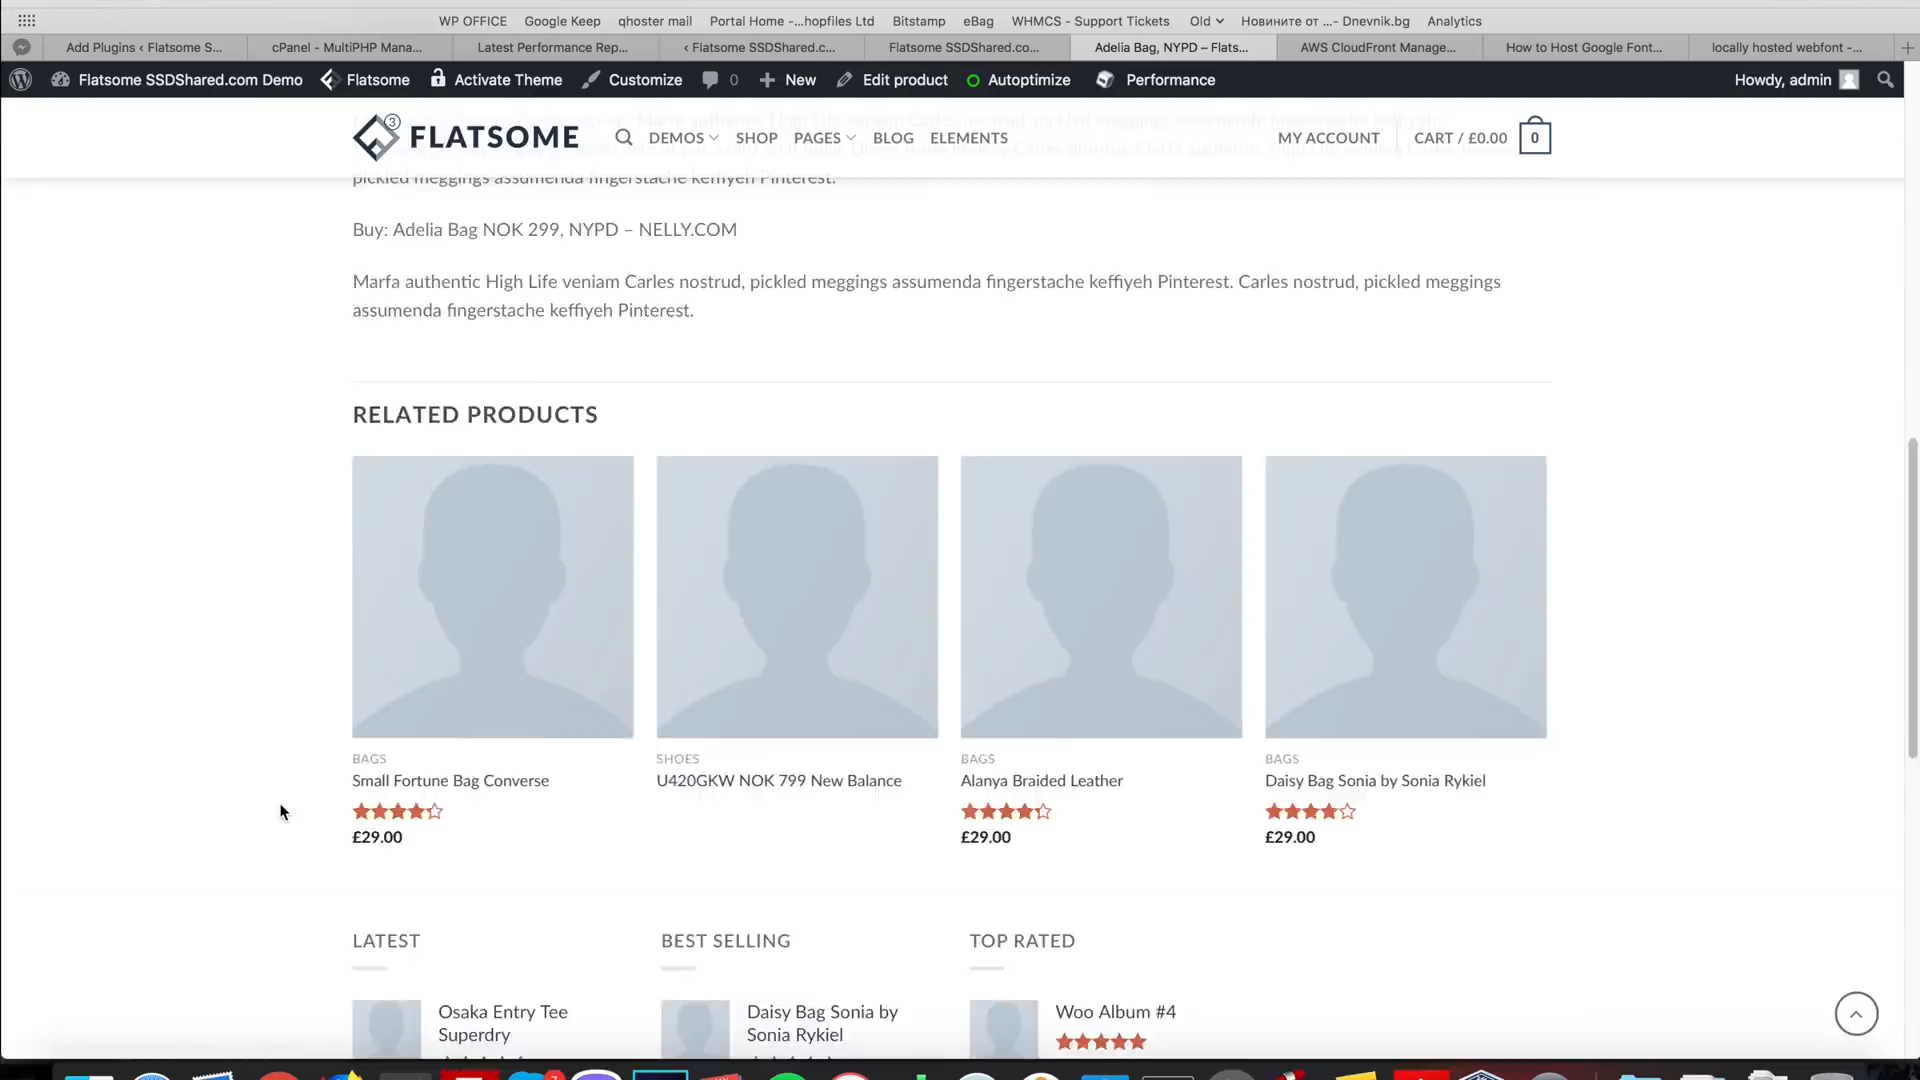 WP OFFICE Google Keep qhoster mail Portal Home -...hopfiles Ltd Bitstamp eBag WHMCS - Support Tickets Old Новините от ...- Dnevnik.bg Analytics
Add Plugins ‹ Flatsome S... cPanel - MultiPHP Mana... Latest Performance Rep... ‹ Flatsome SSDShared.c... Flatsome SSDShared.co... Adelia Bag, NYPD – Flats... AWS CloudFront Manage... How to Host Google Font... locally hosted webfont -...
Flatsome SSDShared.com Demo Flatsome Activate Theme Customize 0 New Edit product Autoptimize Performance Howdy, admin
3 FLATSOME DEMOS SHOP PAGES BLOG ELEMENTS MY ACCOUNT CART / £0.00 0
pickled meggings assumenda fingerstache keffiyeh Pinterest.
Buy: Adelia Bag NOK 299, NYPD – NELLY.COM
Marfa authentic High Life veniam Carles nostrud, pickled meggings assumenda fingerstache keffiyeh Pinterest. Carles nostrud, pickled meggings
assumenda fingerstache keffiyeh Pinterest.
RELATED PRODUCTS
BAGS SHOES BAGS BAGS
Small Fortune Bag Converse U420GKW NOK 799 New Balance Alanya Braided Leather Daisy Bag Sonia by Sonia Rykiel
£29.00 £29.00 £29.00
LATEST BEST SELLING TOP RATED
Osaka Entry Tee Daisy Bag Sonia by Woo Album #4
Superdry Sonia Rykiel
7